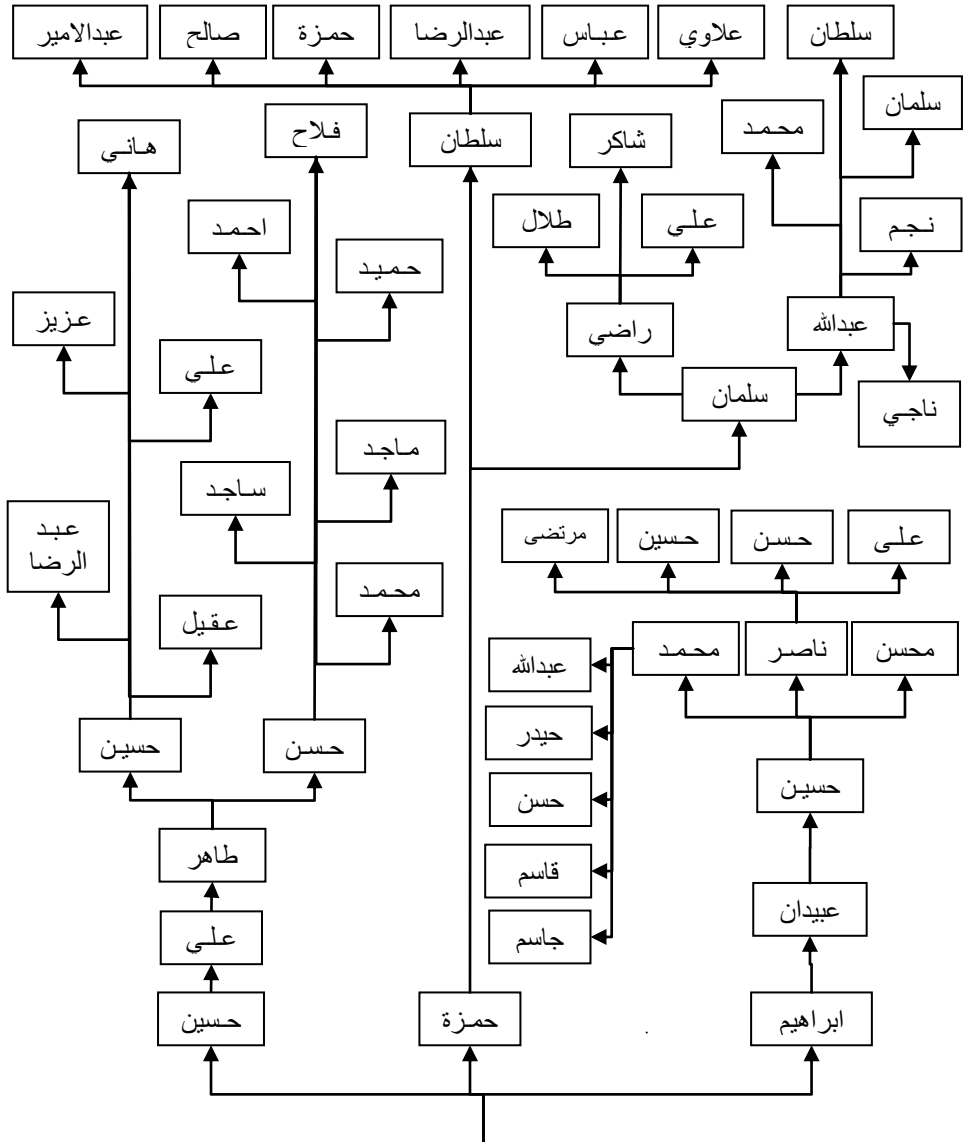 سلطان
علاوي
عباس
عبدالرضا
حمزة
صالح
عبدالامير
سلمان
محمد
شاكر
سلطان
فلاح
هاني
نجم
علي
طلال
احمد
حميد
عبدالله
راضي
عزيز
علي
سلمان
ناجي
ماجد
ساجد
علي
حسن
حسين
مرتضى
عبد
الرضا
محمد
عقيل
محسن
ناصر
محمد
عبدالله
حيدر
حسن
حسين
حسين
حسن
قاسم
طاهر
عبيدان
جاسم
علي
ابراهيم
حمزة
حسين